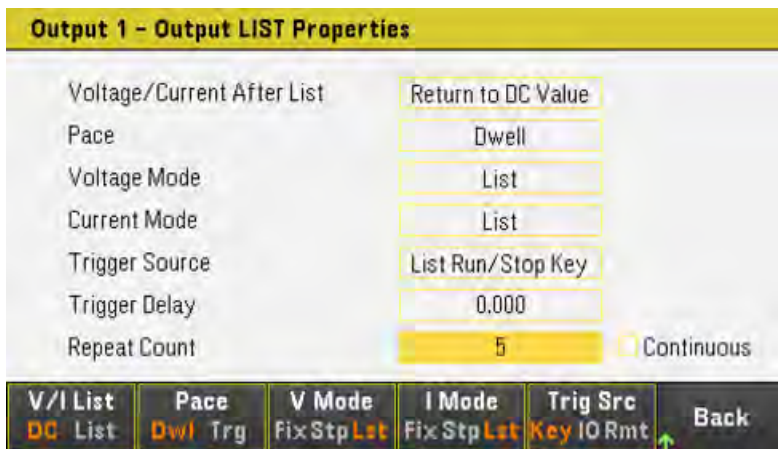 Output 1 - Output LIST Properties
Voltage/Current After List Return to DC Value
Pace Dwell
Voltage Mode List
Current Mode List
Trigger Source List Run/Stop Key
Trigger Delay 0.000
Repeat Count 5 Continuous
V/I List Pace V Mode I Mode Trig Src Back
DC List Dwl Trg Fix Stp Lst Fix Stp Lst Key IO Rmt